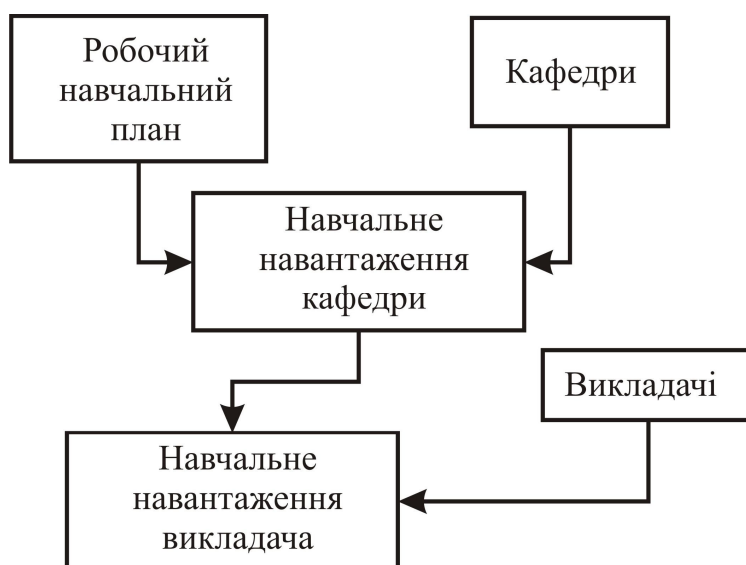 Робочий
навчальний
план
Кафедри
Навчальне
навантаження
кафедри
Викладачі
Навчальне
навантаження
викладача